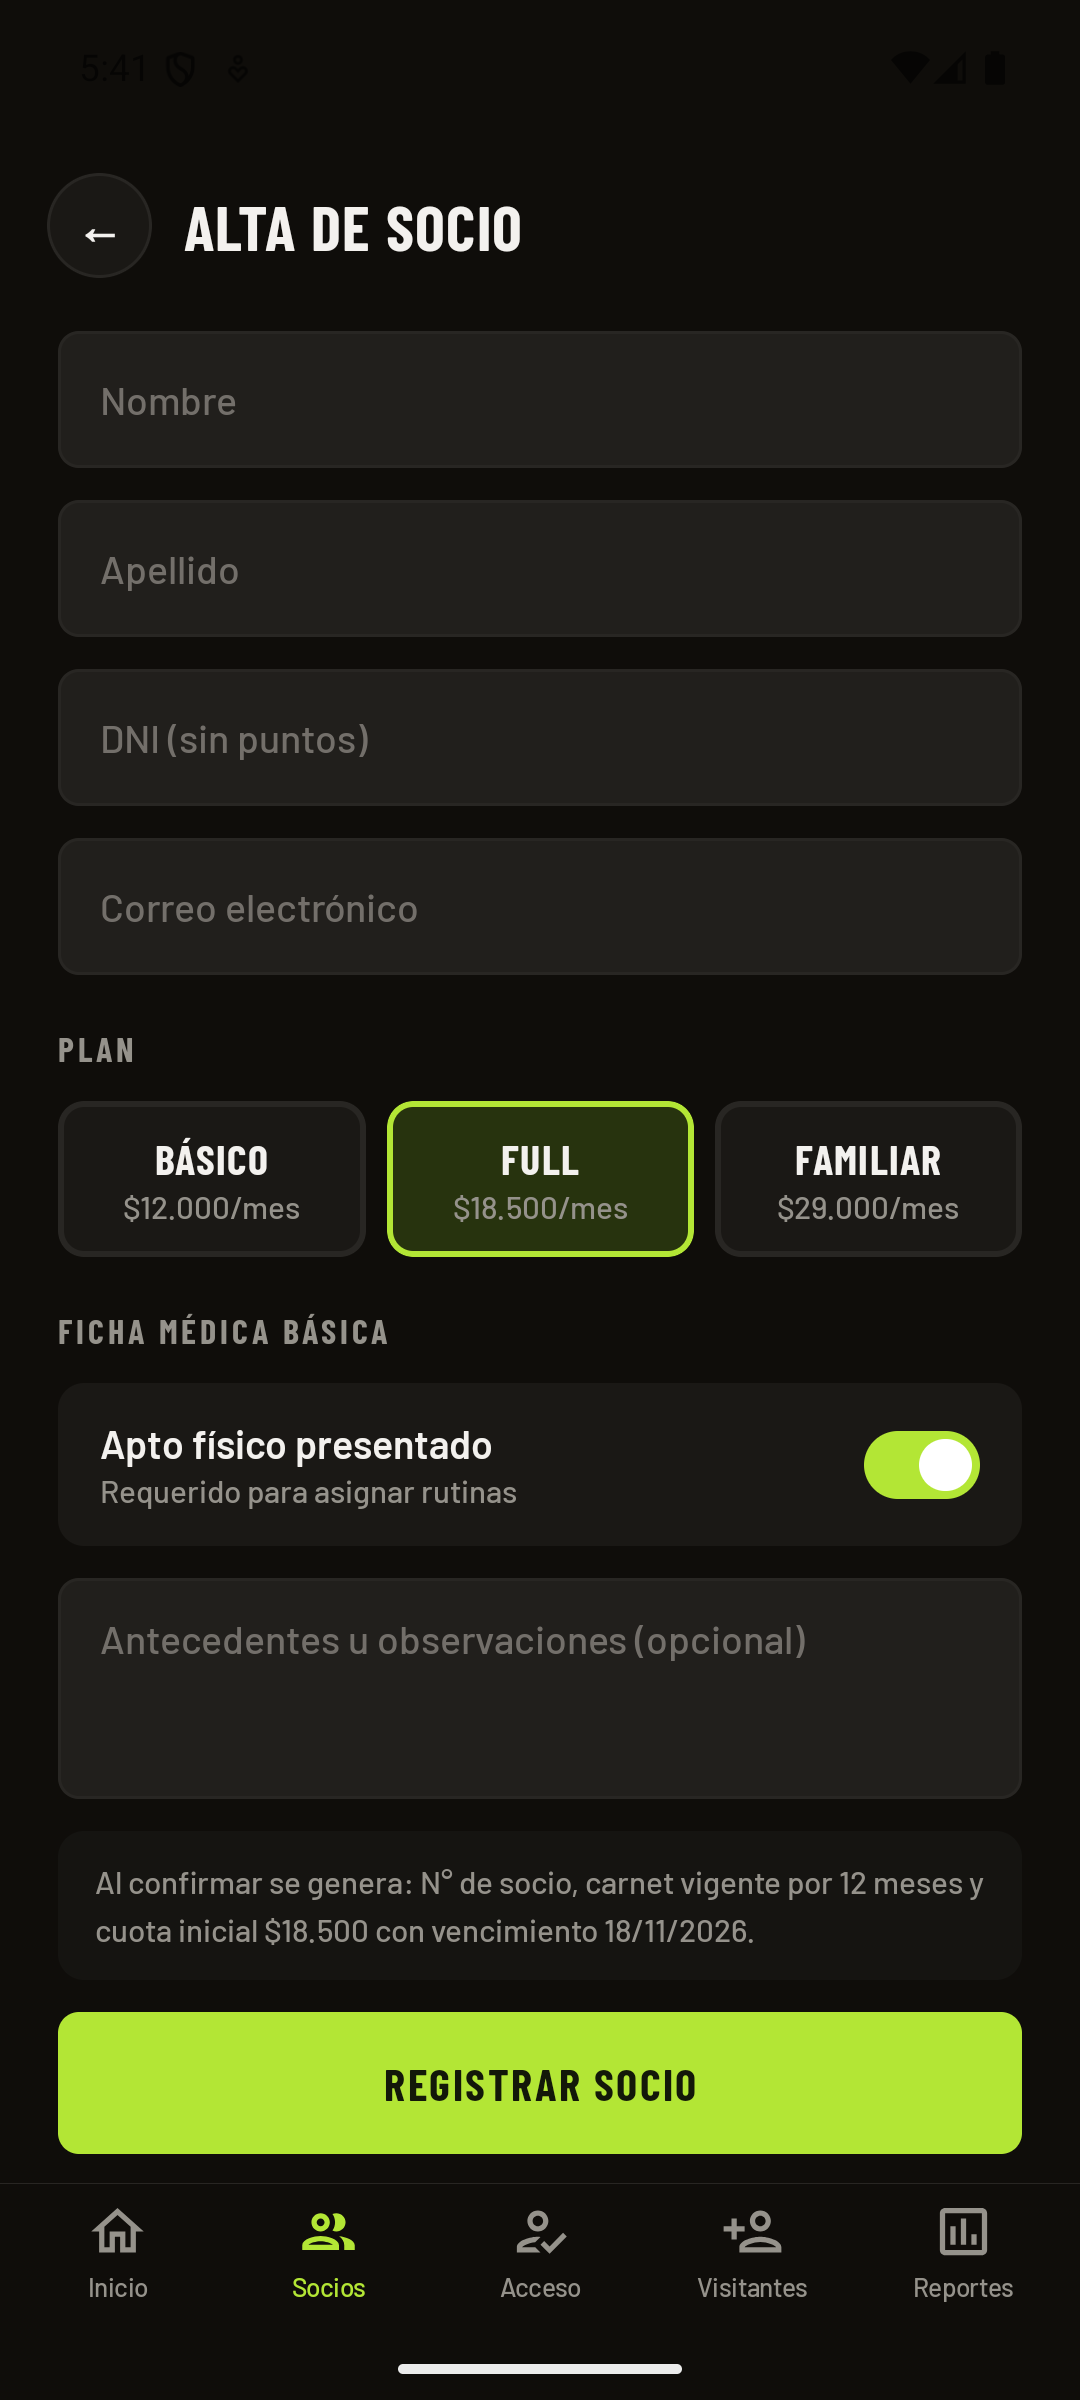 5:41
ALTA DE SOCIO
Nombre
Apellido
DNI (sin puntos)
Correo electrónico
PLAN
BÁSICO
$12.000/mes
FULL
$18.500/mes
FAMILIAR
$29.000/mes
FICHA MÉDICA BÁSICA
Apto físico presentado
Requerido para asignar rutinas
Antecedentes u observaciones (opcional)
Al confirmar se genera: N° de socio, carnet vigente por 12 meses y
cuota inicial $18.500 con vencimiento 18/11/2026.
REGISTRAR SOCIO
Inicio
Socios
Acceso
Visitantes
Reportes